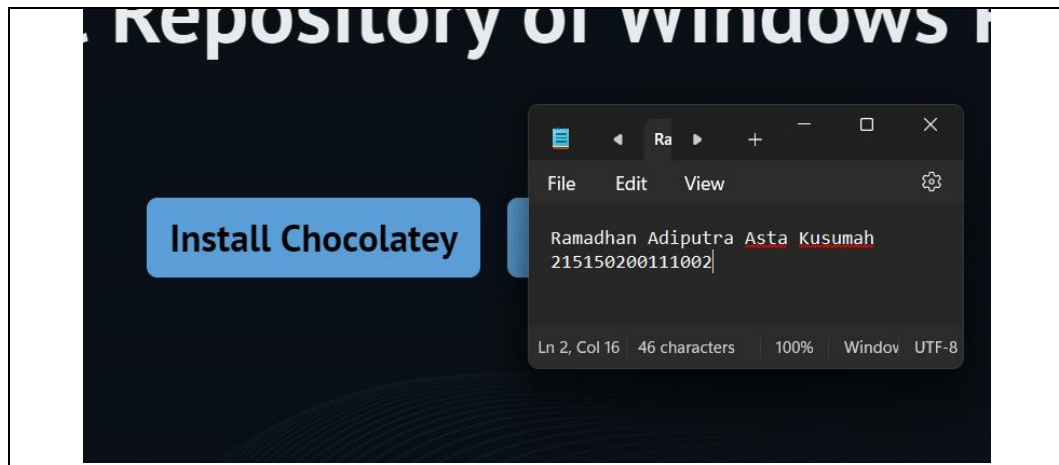 Repository of Windows
Install Chocolatey
Ra
File Edit View
Ramadhan Adiputra Asta Kusumah
215150200111002
Ln 2, Col 16 46 characters 100% Window UTF-8